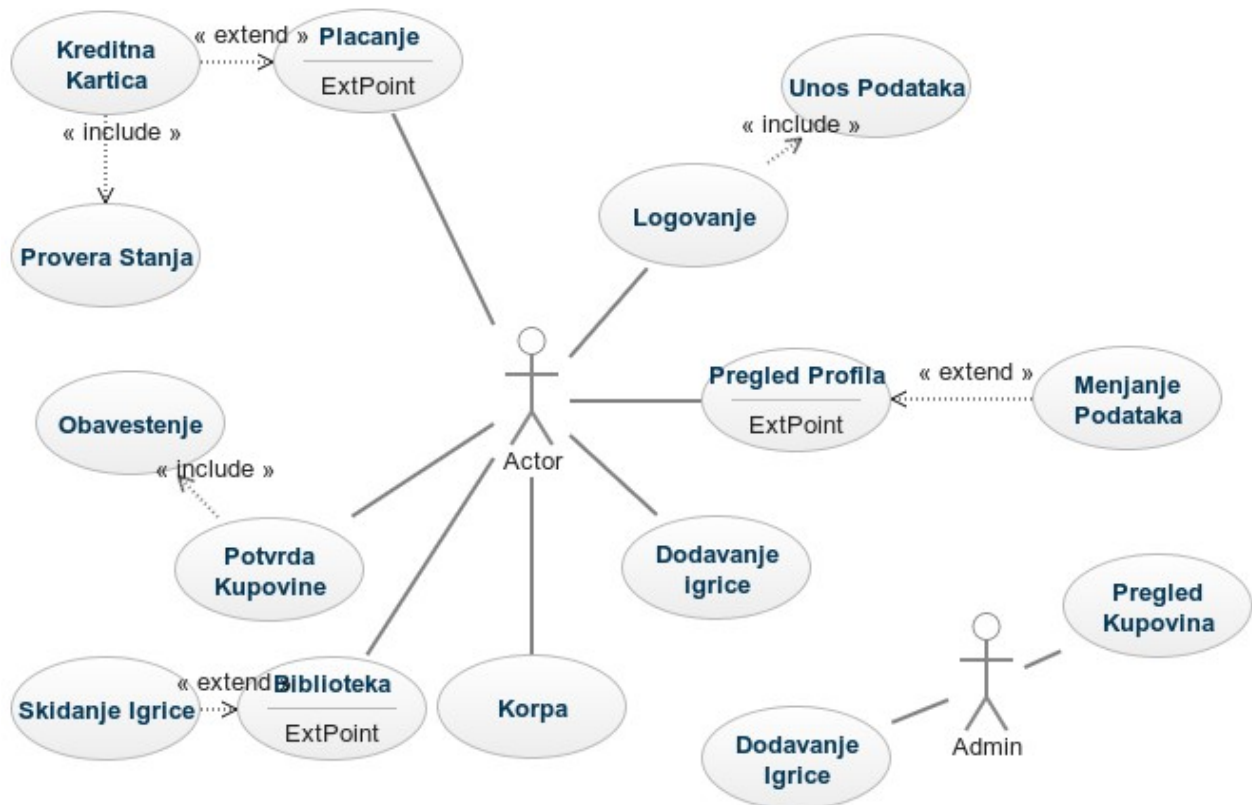 Kreditna
Kartica
« extend »
Placanje
ExtPoint
« include »
Provera Stanja
Unos Podataka
« include »
Logovanje
Actor
Pregled Profila
ExtPoint
« extend »
Menjanje
Podataka
Obavestenje
« include »
Potvrda
Kupovine
Dodavanje
igrice
Skidanje Igrice
« extend »
Biblioteka
ExtPoint
Korpa
Pregled
Kupovina
Admin
Dodavanje
Igrice